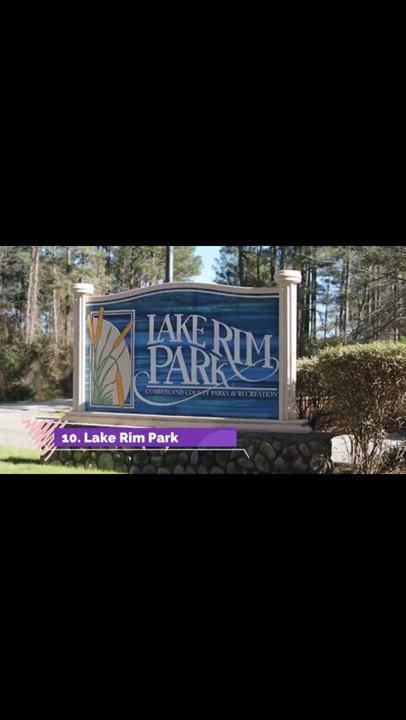 LAKE RIM
PARK
CUMBERLAND COUNTY PARKS & RECREATION
10. Lake Rim Park